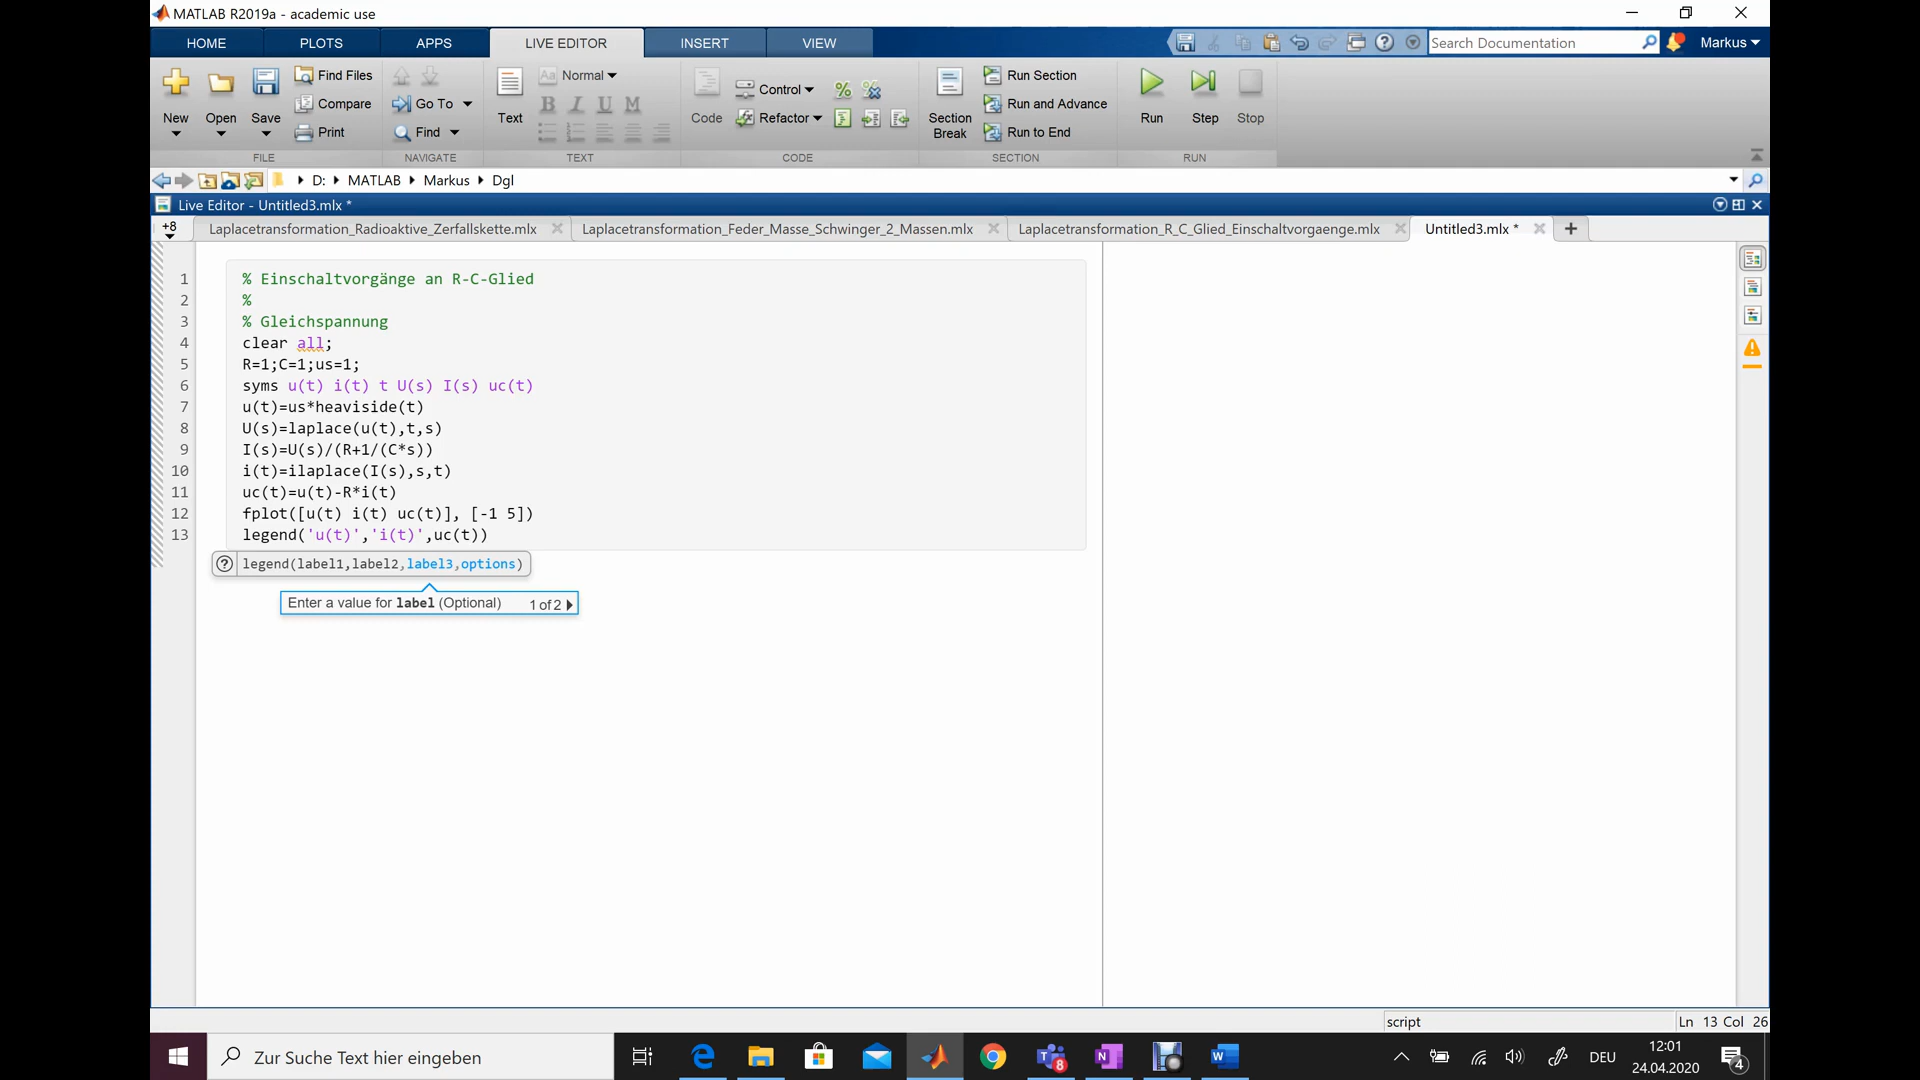 MATLAB R2019a - academic use
HOME PLOTS APPS LIVE EDITOR INSERT VIEW Search Documentation Markus
New Open Save Find Files Compare Print
Go To Find
Text Aa Normal B I U M
Code Control Refactor
Section Break Run Section Run and Advance Run to End
Run Step Stop
FILE NAVIGATE TEXT CODE SECTION RUN
D: MATLAB Markus Dgl
Live Editor - Untitled3.mlx *
+8 Laplacetransformation_Radioaktive_Zerfallskette.mlx Laplacetransformation_Feder_Masse_Schwinger_2_Massen.mlx Laplacetransformation_R_C_Glied_Einschaltvorgaenge.mlx Untitled3.mlx *
1 % Einschaltvorgänge an R-C-Glied
2 %
3 % Gleichspannung
4 clear all;
5 R=1;C=1;us=1;
6 syms u(t) i(t) t U(s) I(s) uc(t)
7 u(t)=us*heaviside(t)
8 U(s)=laplace(u(t),t,s)
9 I(s)=U(s)/(R+1/(C*s))
10 i(t)=ilaplace(I(s),s,t)
11 uc(t)=u(t)-R*i(t)
12 fplot([u(t) i(t) uc(t)], [-1 5])
13 legend('u(t)','i(t)',uc(t))
legend(label1,label2,label3,options)
Enter a value for label (Optional) 1 of 2
script Ln 13 Col 26
Zur Suche Text hier eingeben 8 DEU 12:01
24.04.2020 4